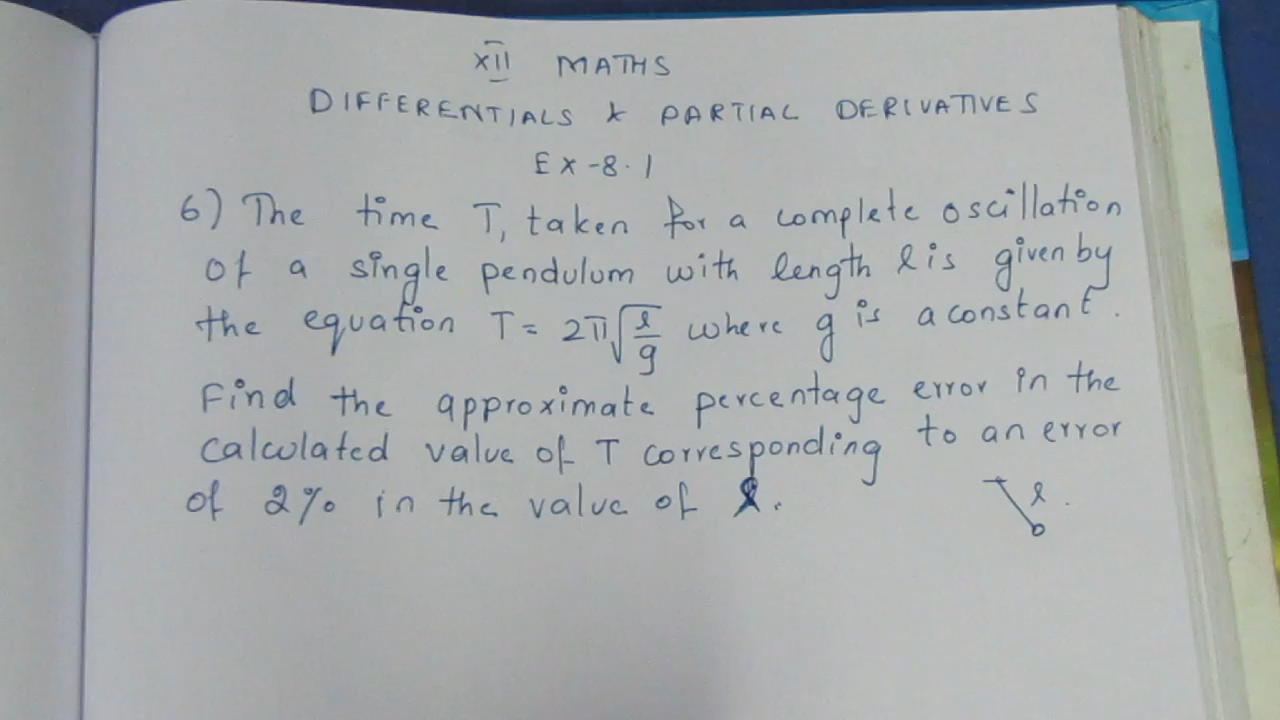 XII MATHS
DIFFERENTIALS & PARTIAL DERIVATIVES
EX-8.1
6) The time T, taken for a complete oscillation
of a single pendulum with length l is given by
the equation T = 2π√(l/g) where g is a constant.
Find the approximate percentage error in the
calculated value of T corresponding to an error
of 2% in the value of l.
l.